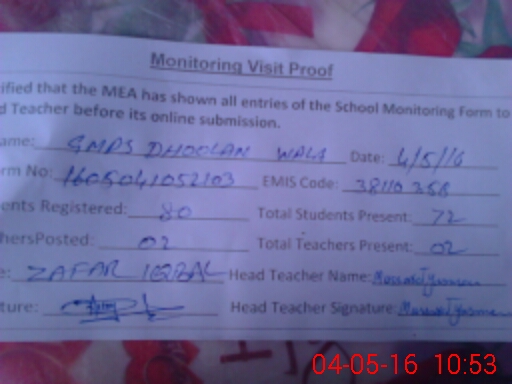 Monitoring Visit Proof
ified that the MEA has shown all entries of the School Monitoring Form to
d Teacher before its online submission.
ame: GMPS DHOOLAN WALA Date: 4/5/16
rm No: 1605041052103 EMIS Code: 38110358
ents Registered: 80 Total Students Present: 72
hersPosted: 02 Total Teachers Present: 02
e: ZAFAR IQBAL Head Teacher Name:
ture: Head Teacher Signature:
04-05-16 10:53